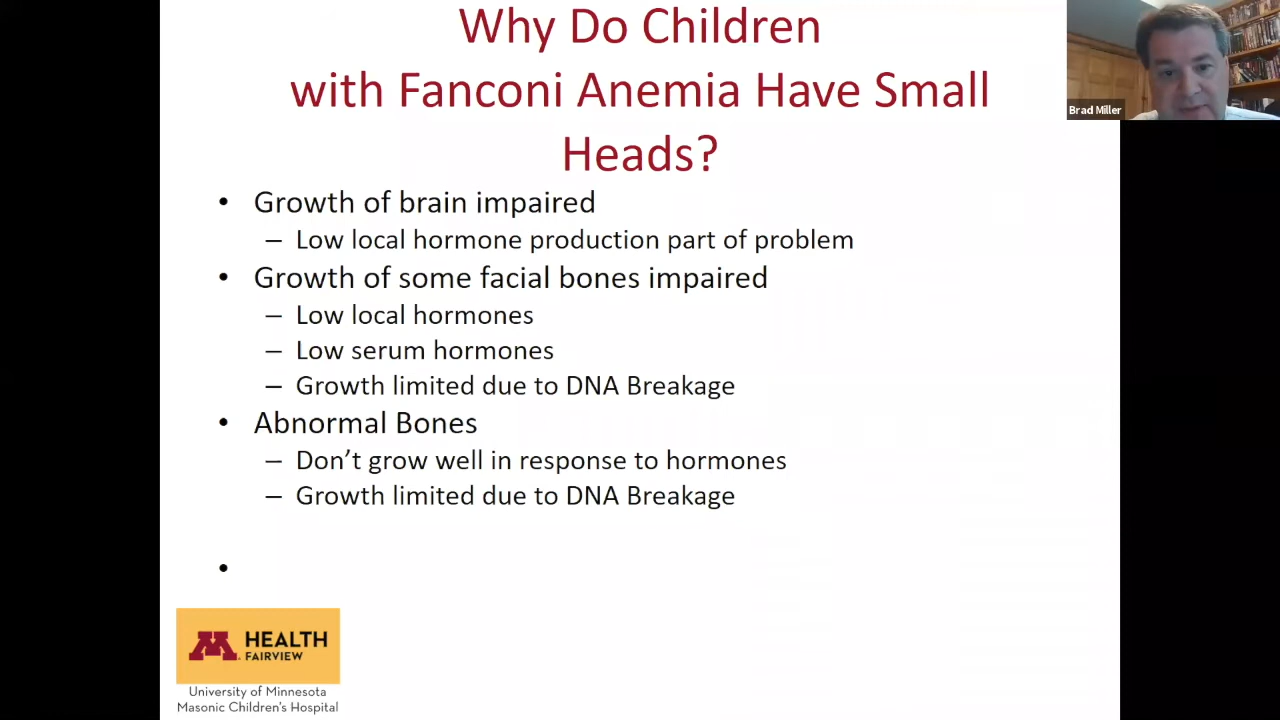 Why Do Children
with Fanconi Anemia Have Small
Heads?
Brad Miller
• Growth of brain impaired
– Low local hormone production part of problem
• Growth of some facial bones impaired
– Low local hormones
– Low serum hormones
– Growth limited due to DNA Breakage
• Abnormal Bones
– Don’t grow well in response to hormones
– Growth limited due to DNA Breakage
•
M HEALTH
FAIRVIEW
University of Minnesota
Masonic Children's Hospital